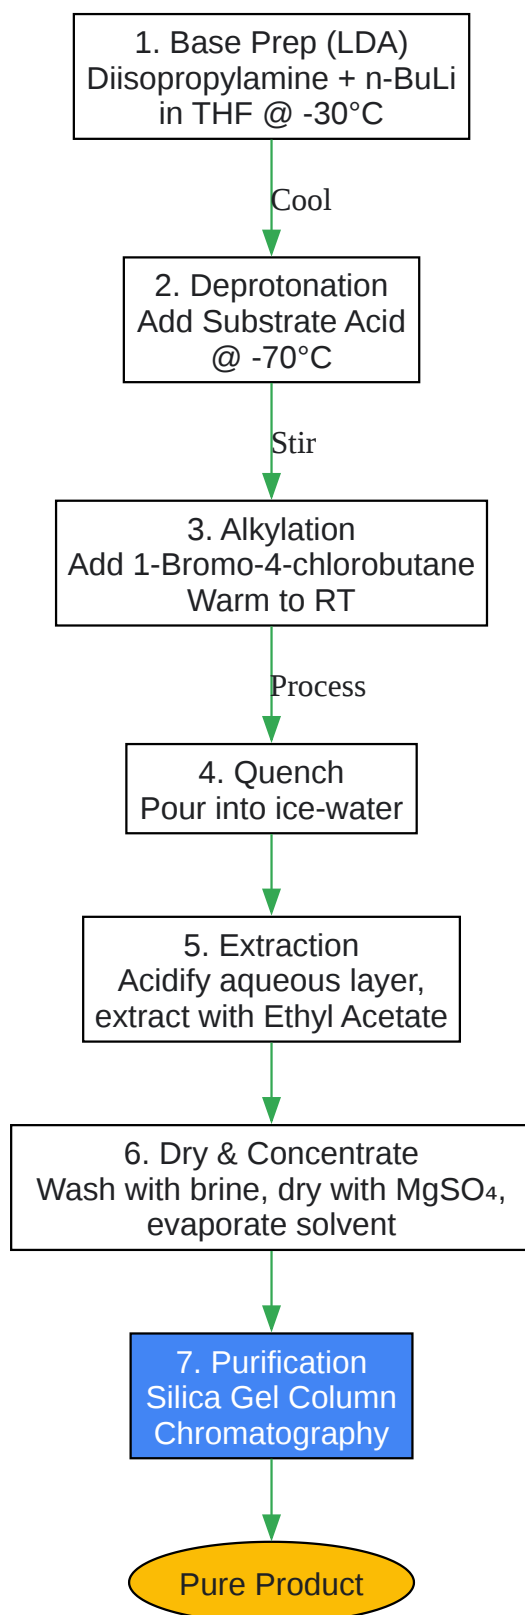 1. Base Prep (LDA)
Diisopropylamine + n-BuLi
in THF @ -30°C
Cool
2. Deprotonation
Add Substrate Acid
@ -70°C
Stir
3. Alkylation
Add 1-Bromo-4-chlorobutane
Warm to RT
Process
4. Quench
Pour into ice-water
5. Extraction
Acidify aqueous layer,
extract with Ethyl Acetate
6. Dry & Concentrate
Wash with brine, dry with MgSO₄,
evaporate solvent
7. Purification
Silica Gel Column
Chromatography
Pure Product